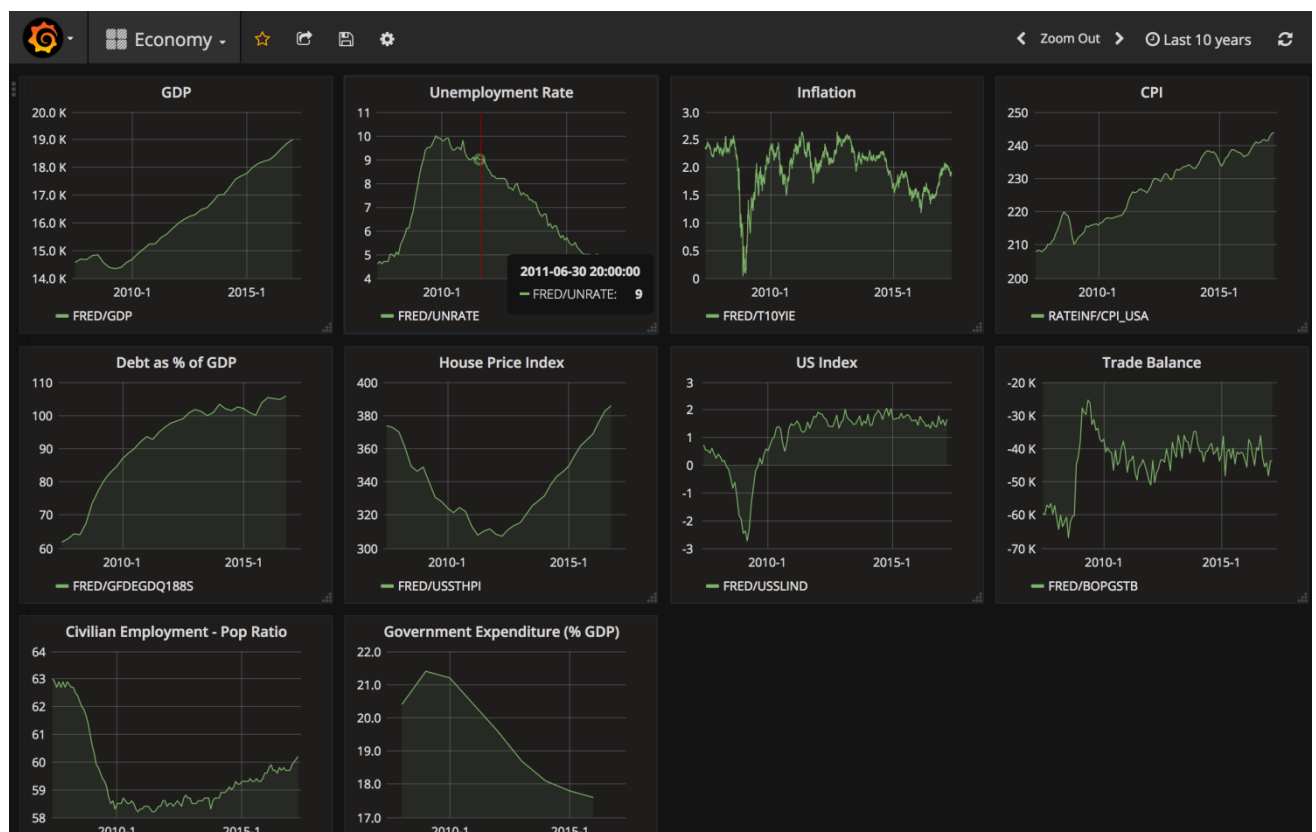 Economy
Zoom Out
Last 10 years
GDP
20.0 K
19.0 K
18.0 K
17.0 K
16.0 K
15.0 K
14.0 K
2010-1 2015-1
FRED/GDP
Unemployment Rate
11
10
9
8
7
6
5
4
2010-1
2011-06-30 20:00:00
FRED/UNRATE: 9
FRED/UNRATE
Inflation
3.0
2.5
2.0
1.5
1.0
0.5
0
2010-1 2015-1
FRED/T10YIE
CPI
250
240
230
220
210
200
2010-1 2015-1
RATEINF/CPI_USA
Debt as % of GDP
110
100
90
80
70
60
2010-1 2015-1
FRED/GFDEGDQ188S
House Price Index
400
380
360
340
320
300
2010-1 2015-1
FRED/USSTHPI
US Index
3
2
1
0
-1
-2
-3
2010-1 2015-1
FRED/USSLIND
Trade Balance
-20 K
-30 K
-40 K
-50 K
-60 K
-70 K
2010-1 2015-1
FRED/BOPGSTB
Civilian Employment - Pop Ratio
64
63
62
61
60
59
58
2010-1 2015-1
Government Expenditure (% GDP)
22.0
21.0
20.0
19.0
18.0
17.0
2010-1 2015-1